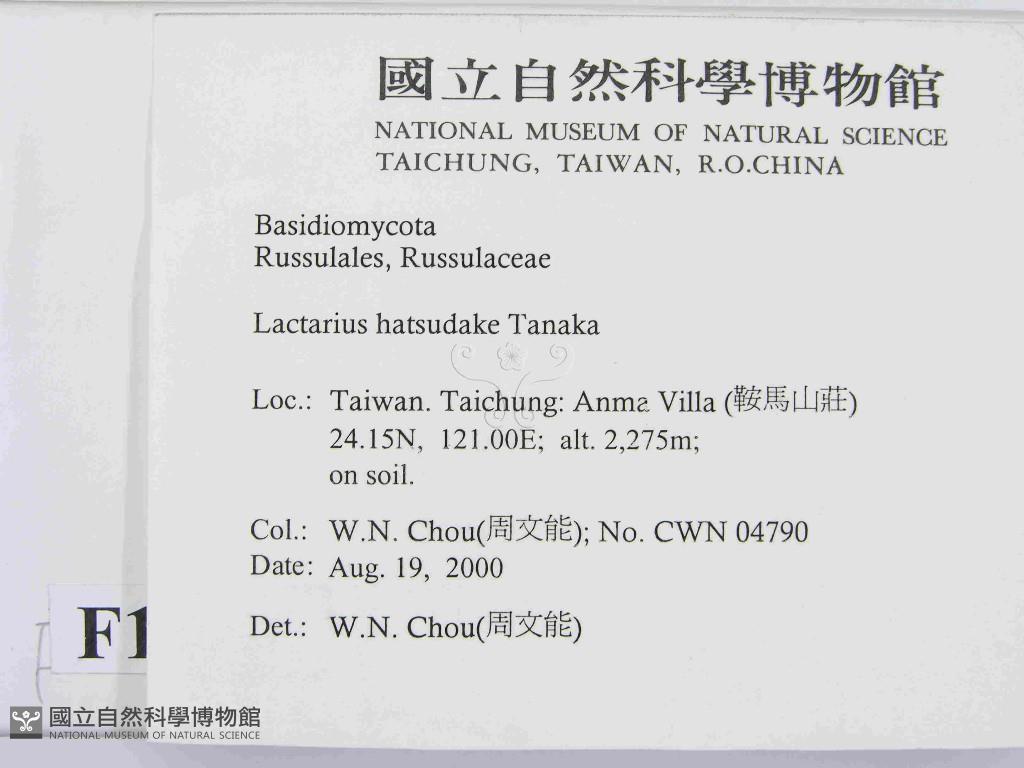 國立自然科學博物館
NATIONAL MUSEUM OF NATURAL SCIENCE
TAICHUNG, TAIWAN, R.O.CHINA
Basidiomycota
Russulales, Russulaceae
Lactarius hatsudake Tanaka
Loc.: Taiwan. Taichung: Anma Villa (鞍馬山莊)
24.15N, 121.00E; alt. 2,275m;
on soil.
Col.: W.N. Chou(周文能); No. CWN 04790
Date: Aug. 19, 2000
Det.: W.N. Chou(周文能)
F1
國立自然科學博物館
NATIONAL MUSEUM OF NATURAL SCIENCE